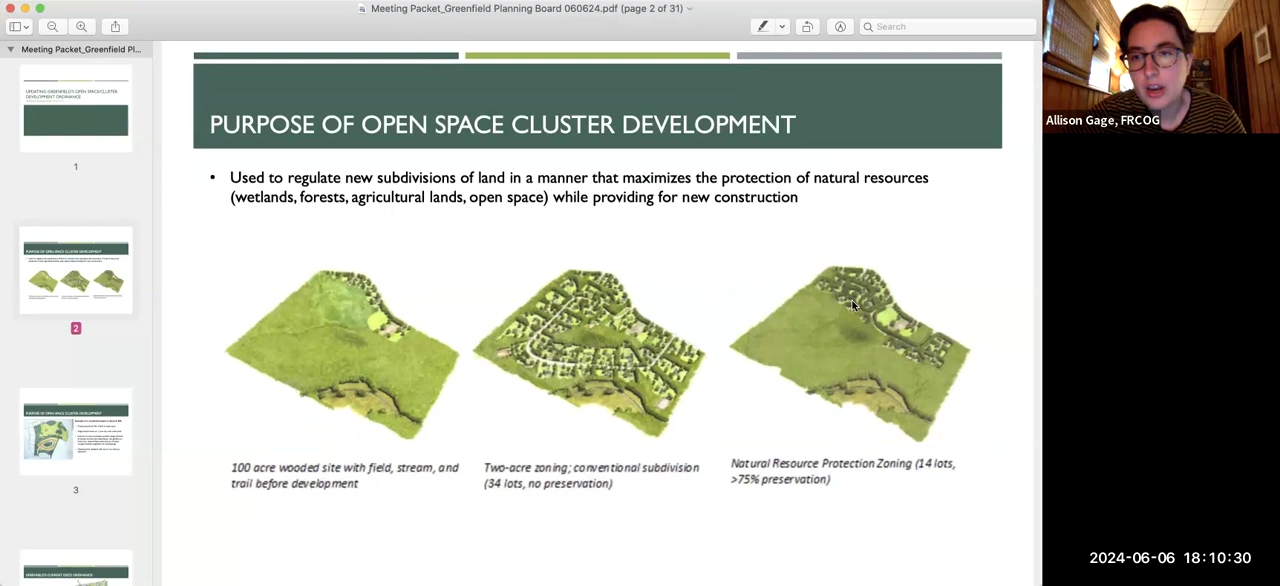 Meeting Packet_Greenfield Planning Board 060624.pdf (page 2 of 31)
Search
Meeting Packet_Greenfield Pl...
1
2
3
PURPOSE OF OPEN SPACE CLUSTER DEVELOPMENT
• Used to regulate new subdivisions of land in a manner that maximizes the protection of natural resources
(wetlands, forests, agricultural lands, open space) while providing for new construction
100 acre wooded site with field, stream, and
trail before development
Two-acre zoning; conventional subdivision
(34 lots, no preservation)
Natural Resource Protection Zoning (14 lots,
>75% preservation)
Allison Gage, FRCOG
2024-06-06 18:10:30